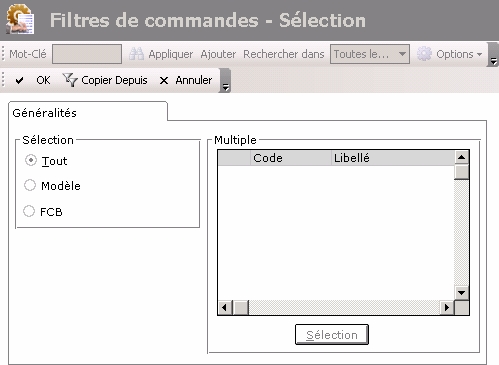 Filtres de commandes - Sélection
Mot-Clé Appliquer Ajouter Rechercher dans Toutes le... Options
OK Copier Depuis Annuler
Généralités
Sélection
Tout
Modèle
FCB
Multiple
Code Libellé
Sélection